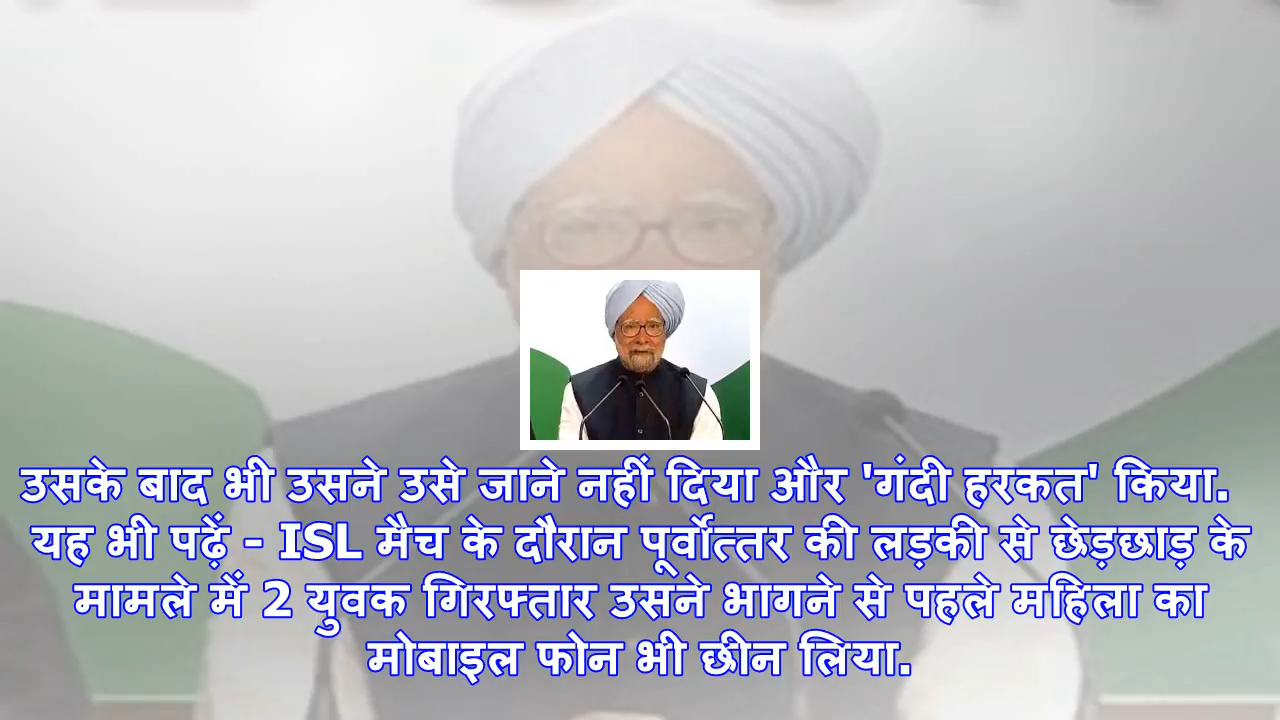 उसके बाद भी उसने उसे जाने नहीं दिया और 'गंदी हरकत' किया.
यह भी पढ़ें - ISL मैच के दौरान पूर्वोत्तर की लड़की से छेड़छाड़ के
मामले में 2 युवक गिरफ्तार उसने भागने से पहले महिला का
मोबाइल फोन भी छीन लिया.